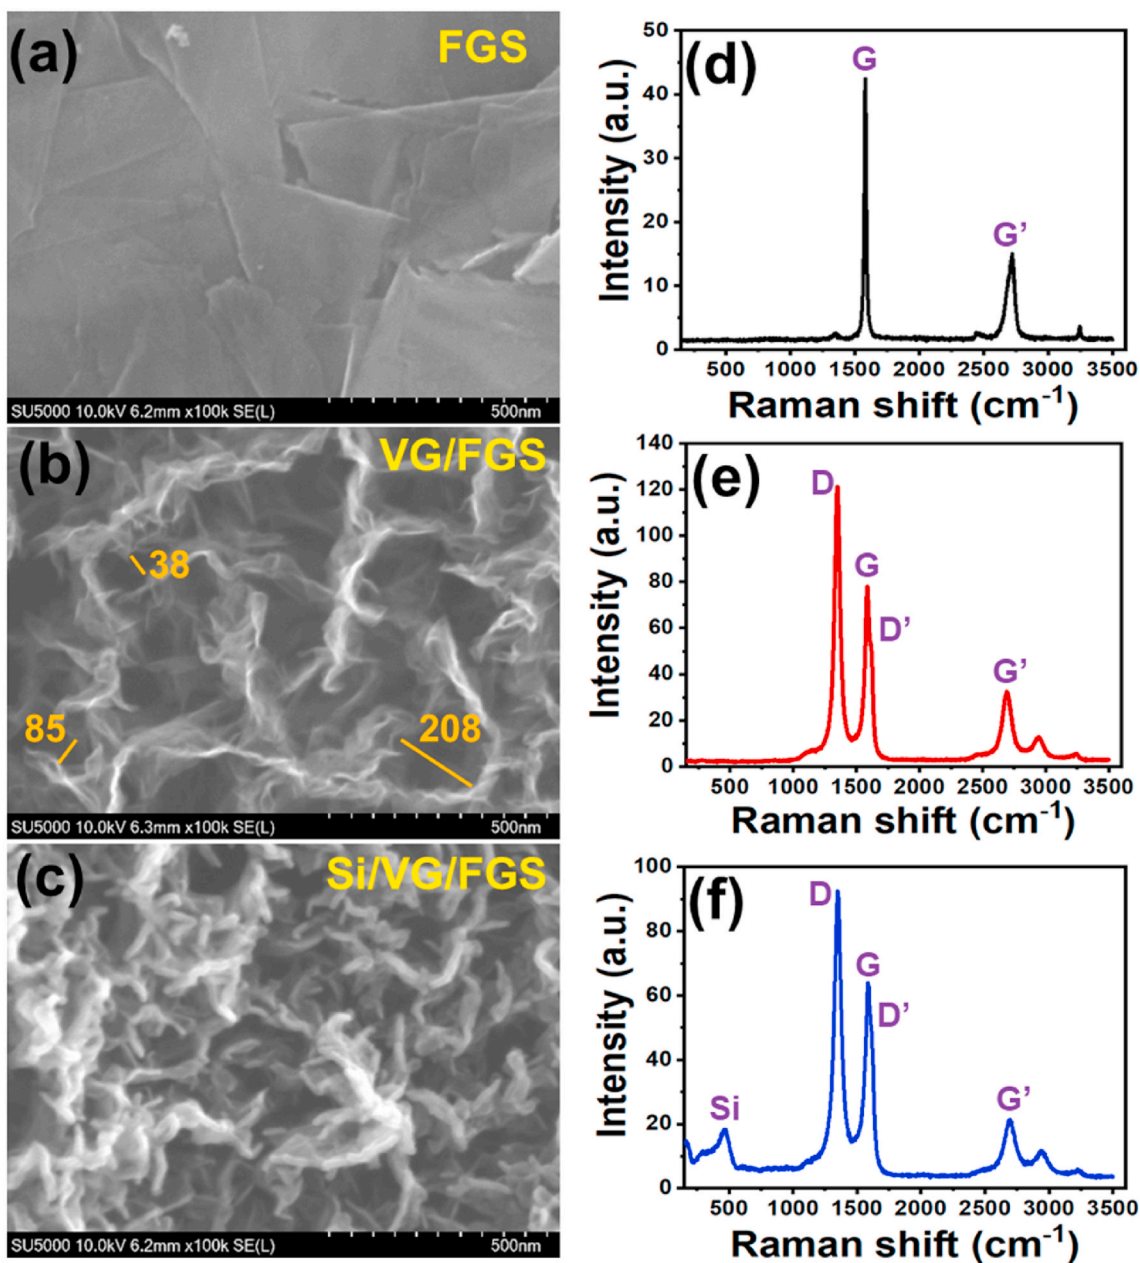 (a)
FGS
SU5000 10.0kV 6.2mm x100k SE(L)
500nm
(b)
VG/FGS
38
85
208
SU5000 10.0kV 6.3mm x100k SE(L)
500nm
(c)
Si/VG/FGS
SU5000 10.0kV 6.2mm x100k SE(L)
500nm
(d)
G
G’
50
40
30
20
10
0
500 1000 1500 2000 2500 3000 3500
Intensity (a.u.)
Raman shift (cm-1)
(e)
D
G
D’
G’
140
120
100
80
60
40
20
0
500 1000 1500 2000 2500 3000 3500
Intensity (a.u.)
Raman shift (cm-1)
(f)
D
G
D’
Si
G’
100
80
60
40
20
0
500 1000 1500 2000 2500 3000 3500
Intensity (a.u.)
Raman shift (cm-1)